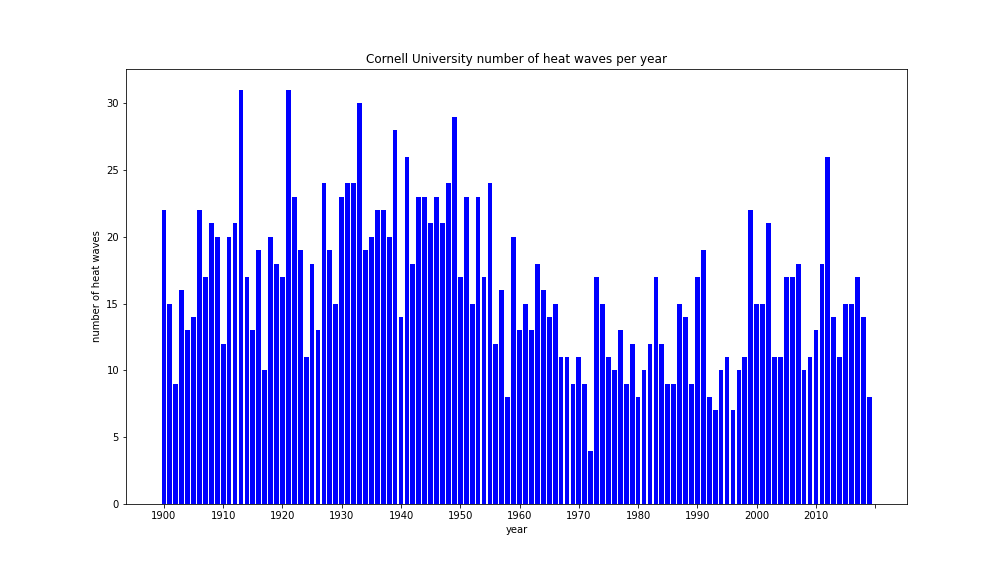 Cornell University number of heat waves per year
number of heat waves
30
25
20
15
10
5
0
1900 1910 1920 1930 1940 1950 1960 1970 1980 1990 2000 2010
year